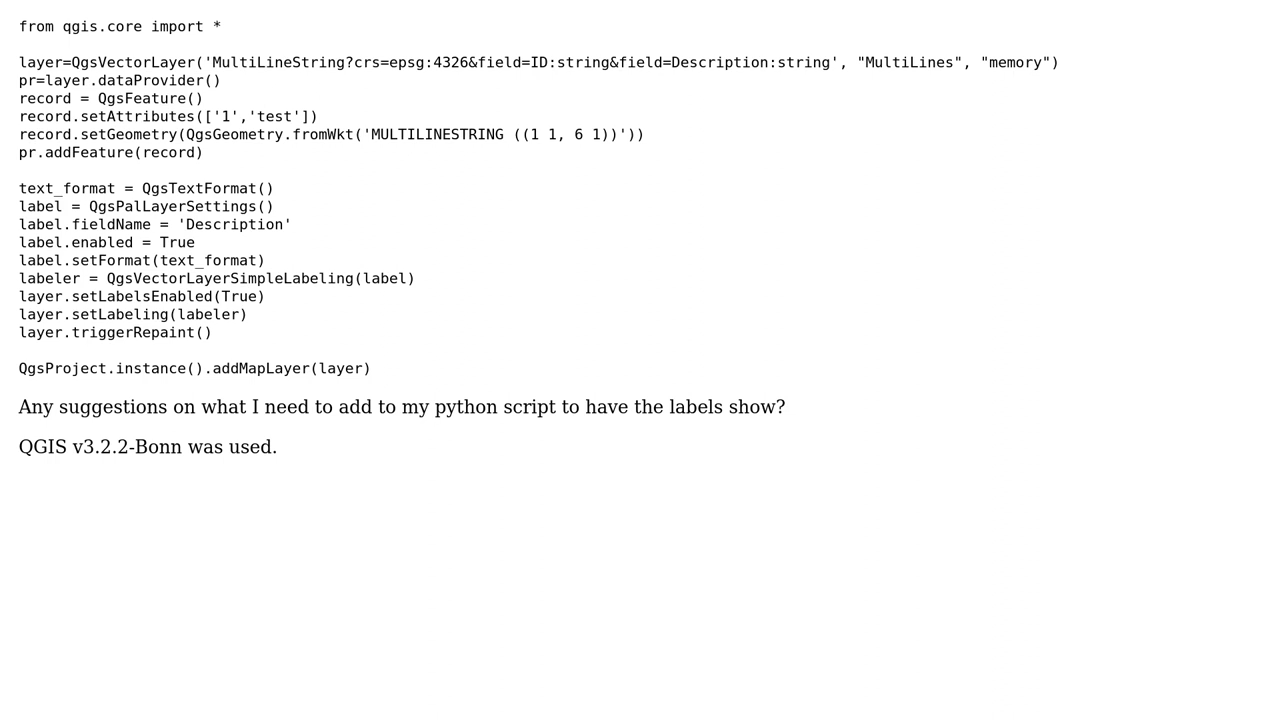 from qgis.core import *
layer=QgsVectorLayer('MultiLineString?crs=epsg:4326&field=ID:string&field=Description:string', "MultiLines", "memory")
pr=layer.dataProvider()
record = QgsFeature()
record.setAttributes(['1','test'])
record.setGeometry(QgsGeometry.fromWkt('MULTILINESTRING ((1 1, 6 1))'))
pr.addFeature(record)
text_format = QgsTextFormat()
label = QgsPalLayerSettings()
label.fieldName = 'Description'
label.enabled = True
label.setFormat(text_format)
labeler = QgsVectorLayerSimpleLabeling(label)
layer.setLabelsEnabled(True)
layer.setLabeling(labeler)
layer.triggerRepaint()
QgsProject.instance().addMapLayer(layer)
Any suggestions on what I need to add to my python script to have the labels show?
QGIS v3.2.2-Bonn was used.